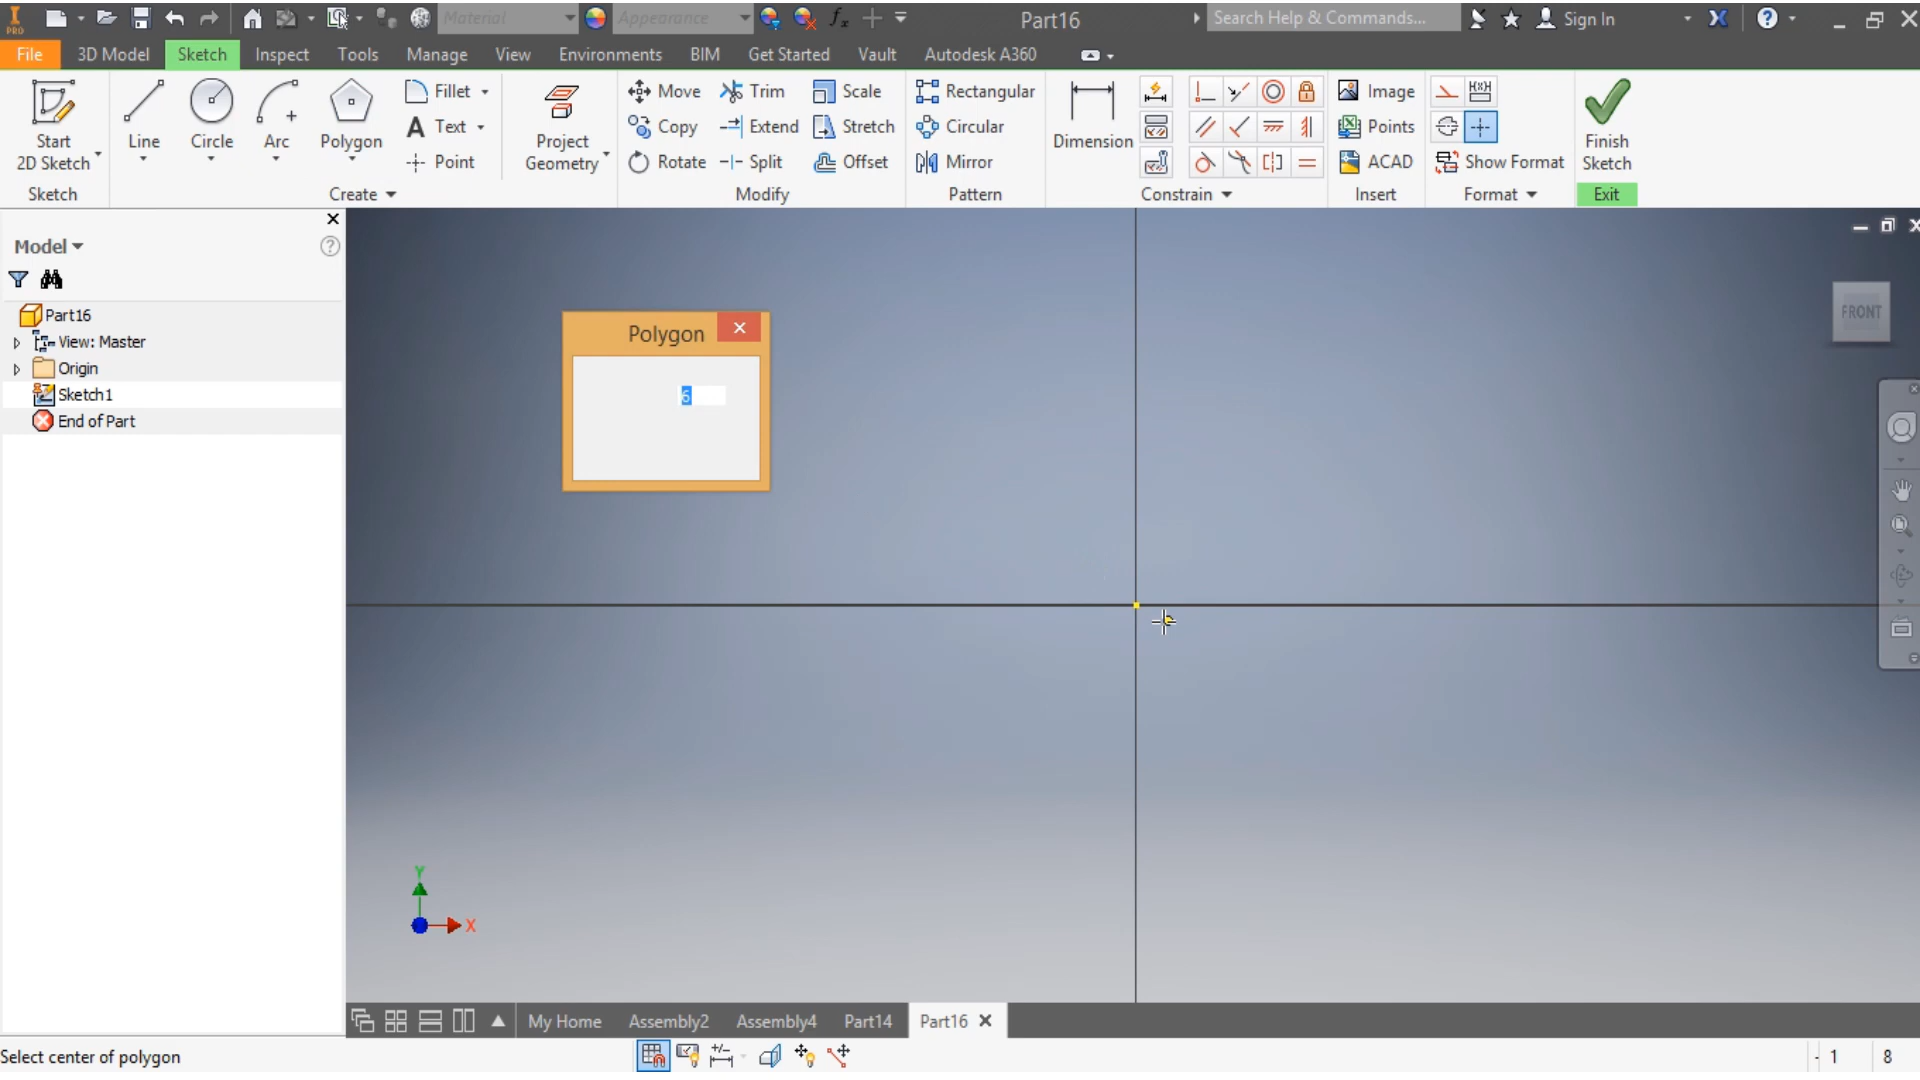 PRO
Material
Appearance
Part16
Search Help & Commands...
Sign In
File
3D Model
Sketch
Inspect
Tools
Manage
View
Environments
BIM
Get Started
Vault
Autodesk A360
Start
2D Sketch
Line
Circle
Arc
Polygon
Fillet
Text
Point
Project
Geometry
Move
Copy
Rotate
Trim
Extend
Split
Scale
Stretch
Offset
Rectangular
Circular
Mirror
Dimension
Image
Points
ACAD
Show Format
Finish
Sketch
Sketch
Create
Modify
Pattern
Constrain
Insert
Format
Exit
Model
Part16
View: Master
Origin
Sketch1
End of Part
Polygon
6
FRONT
Y
X
My Home
Assembly2
Assembly4
Part14
Part16
Select center of polygon
1
8